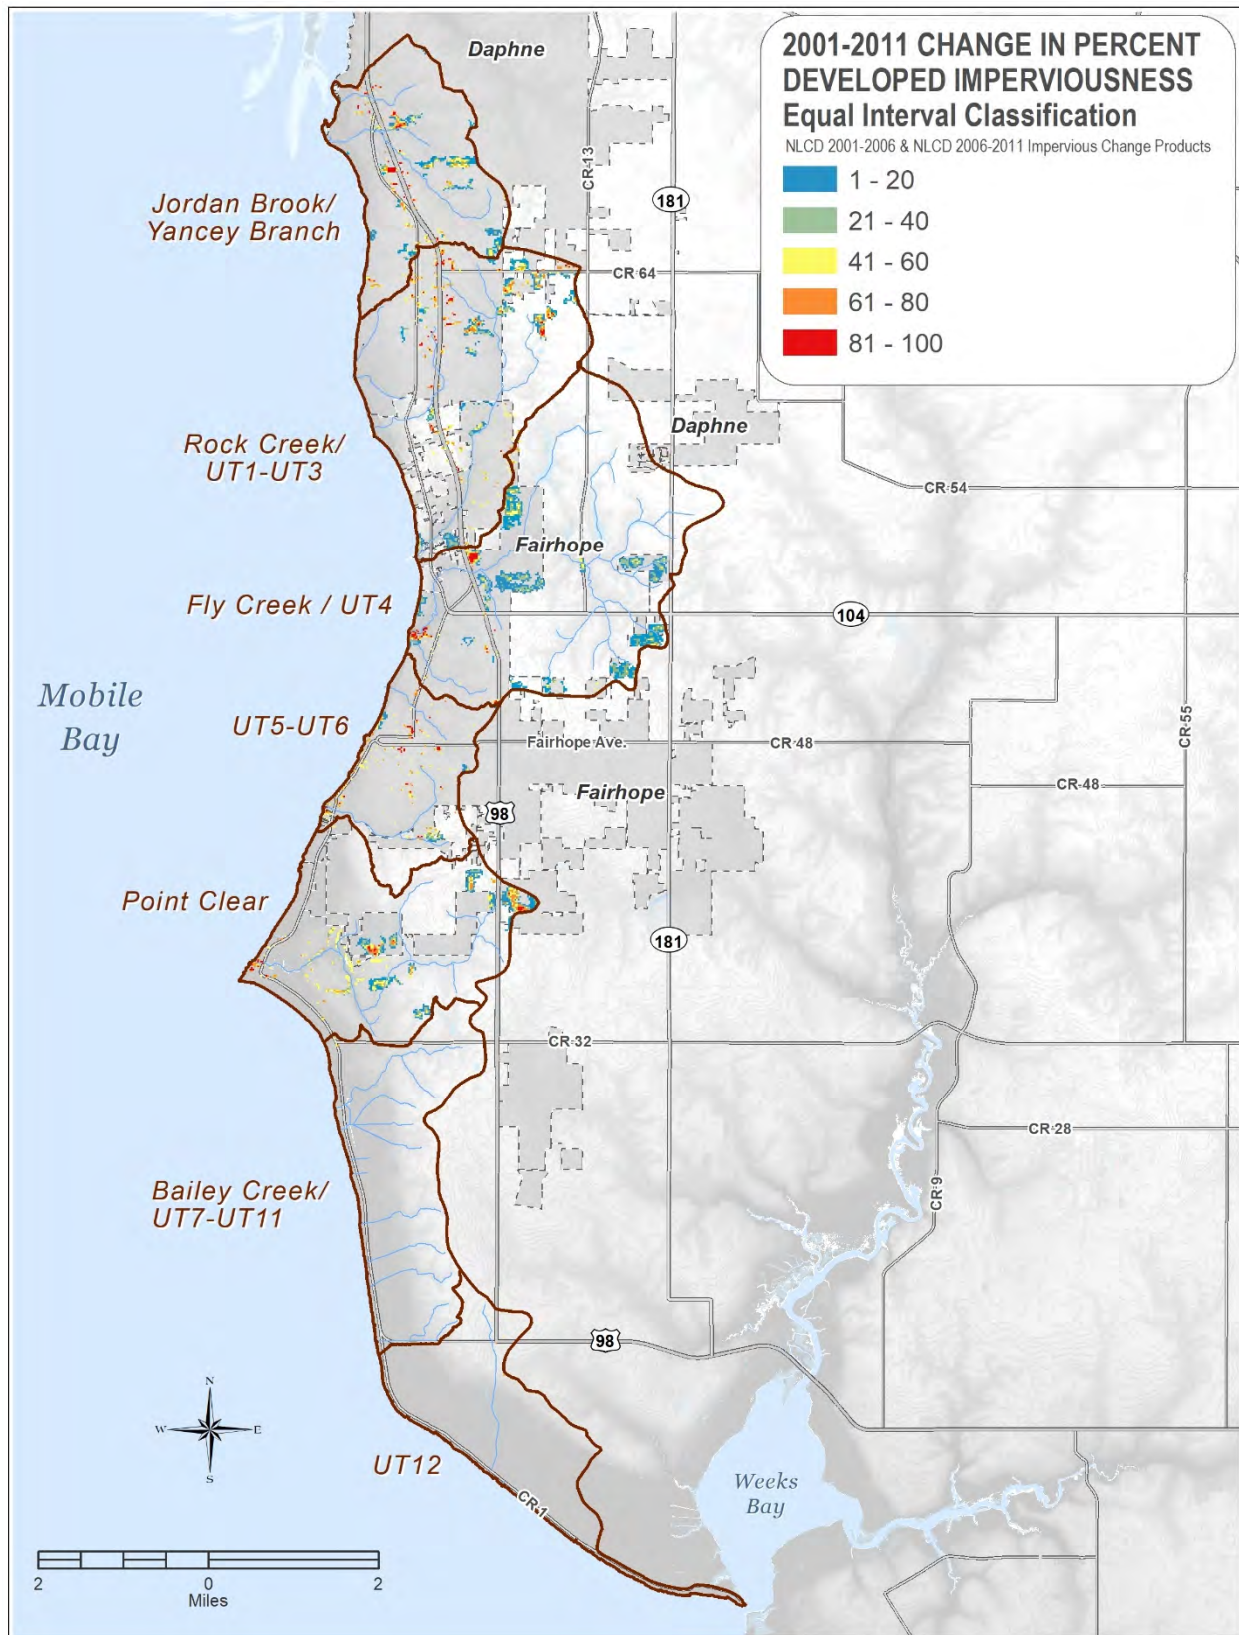 2001-2011 CHANGE IN PERCENT
DEVELOPED IMPERVIOUSNESS
Equal Interval Classification
NLCD 2001-2006 & NLCD 2006-2011 Impervious Change Products
1 - 20
21 - 40
41 - 60
61 - 80
81 - 100
Daphne
CR 13
181
Jordan Brook/
Yancey Branch
CR 64
Daphne
Rock Creek/
UT1-UT3
CR 54
Fairhope
Fly Creek / UT4
104
Mobile
Bay
UT5-UT6
Fairhope Ave.
CR 48
CR 55
CR 48
Fairhope
98
Point Clear
181
CR 32
CR 28
Bailey Creek/
UT7-UT11
CR 9
98
N
W
E
S
UT12
CR 1
Weeks
Bay
2
0
2
Miles